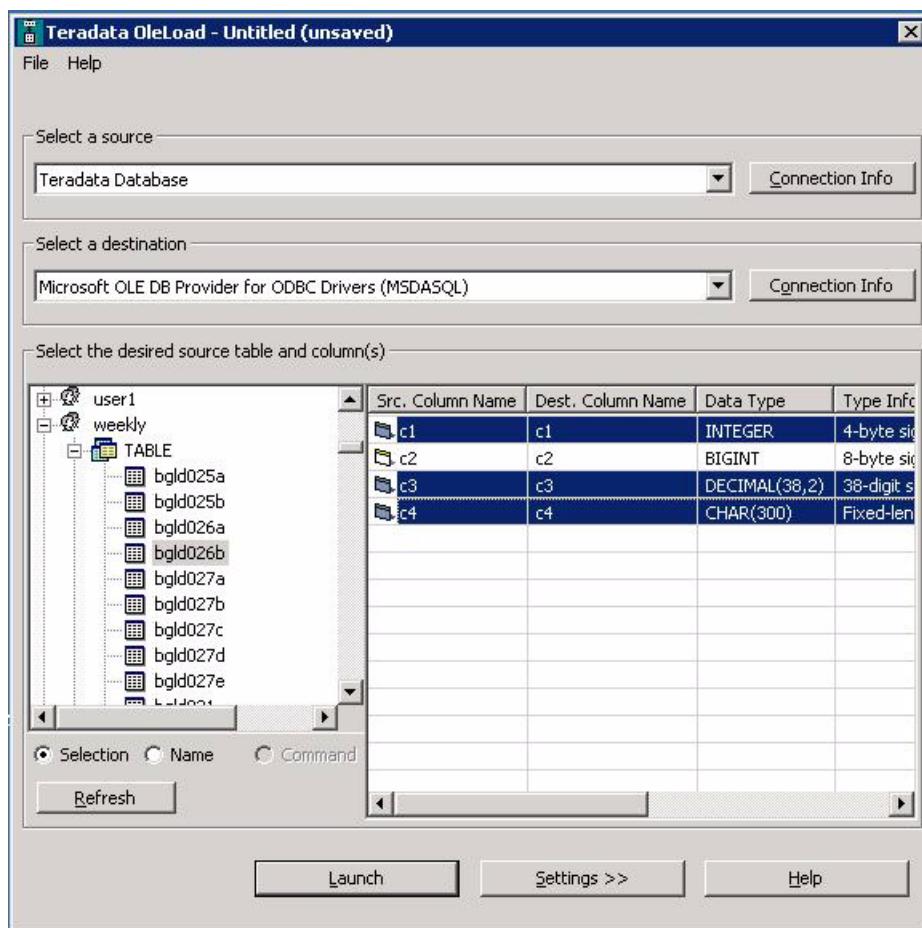 Teradata OleLoad - Untitled (unsaved)
File Help
Select a source
Teradata Database
Connection Info
Select a destination
Microsoft OLE DB Provider for ODBC Drivers (MSDASQL)
Connection Info
Select the desired source table and column(s)
user1
weekly
TABLE
bgld025a
bgld025b
bgld026a
bgld026b
bgld027a
bgld027b
bgld027c
bgld027d
bgld027e
Src. Column Name Dest. Column Name Data Type Type Info
c1 c1 INTEGER 4-byte sig
c2 c2 BIGINT 8-byte sig
c3 c3 DECIMAL(38,2) 38-digit s
c4 c4 CHAR(300) Fixed-len
Selection Name Command
Refresh
Launch Settings >> Help